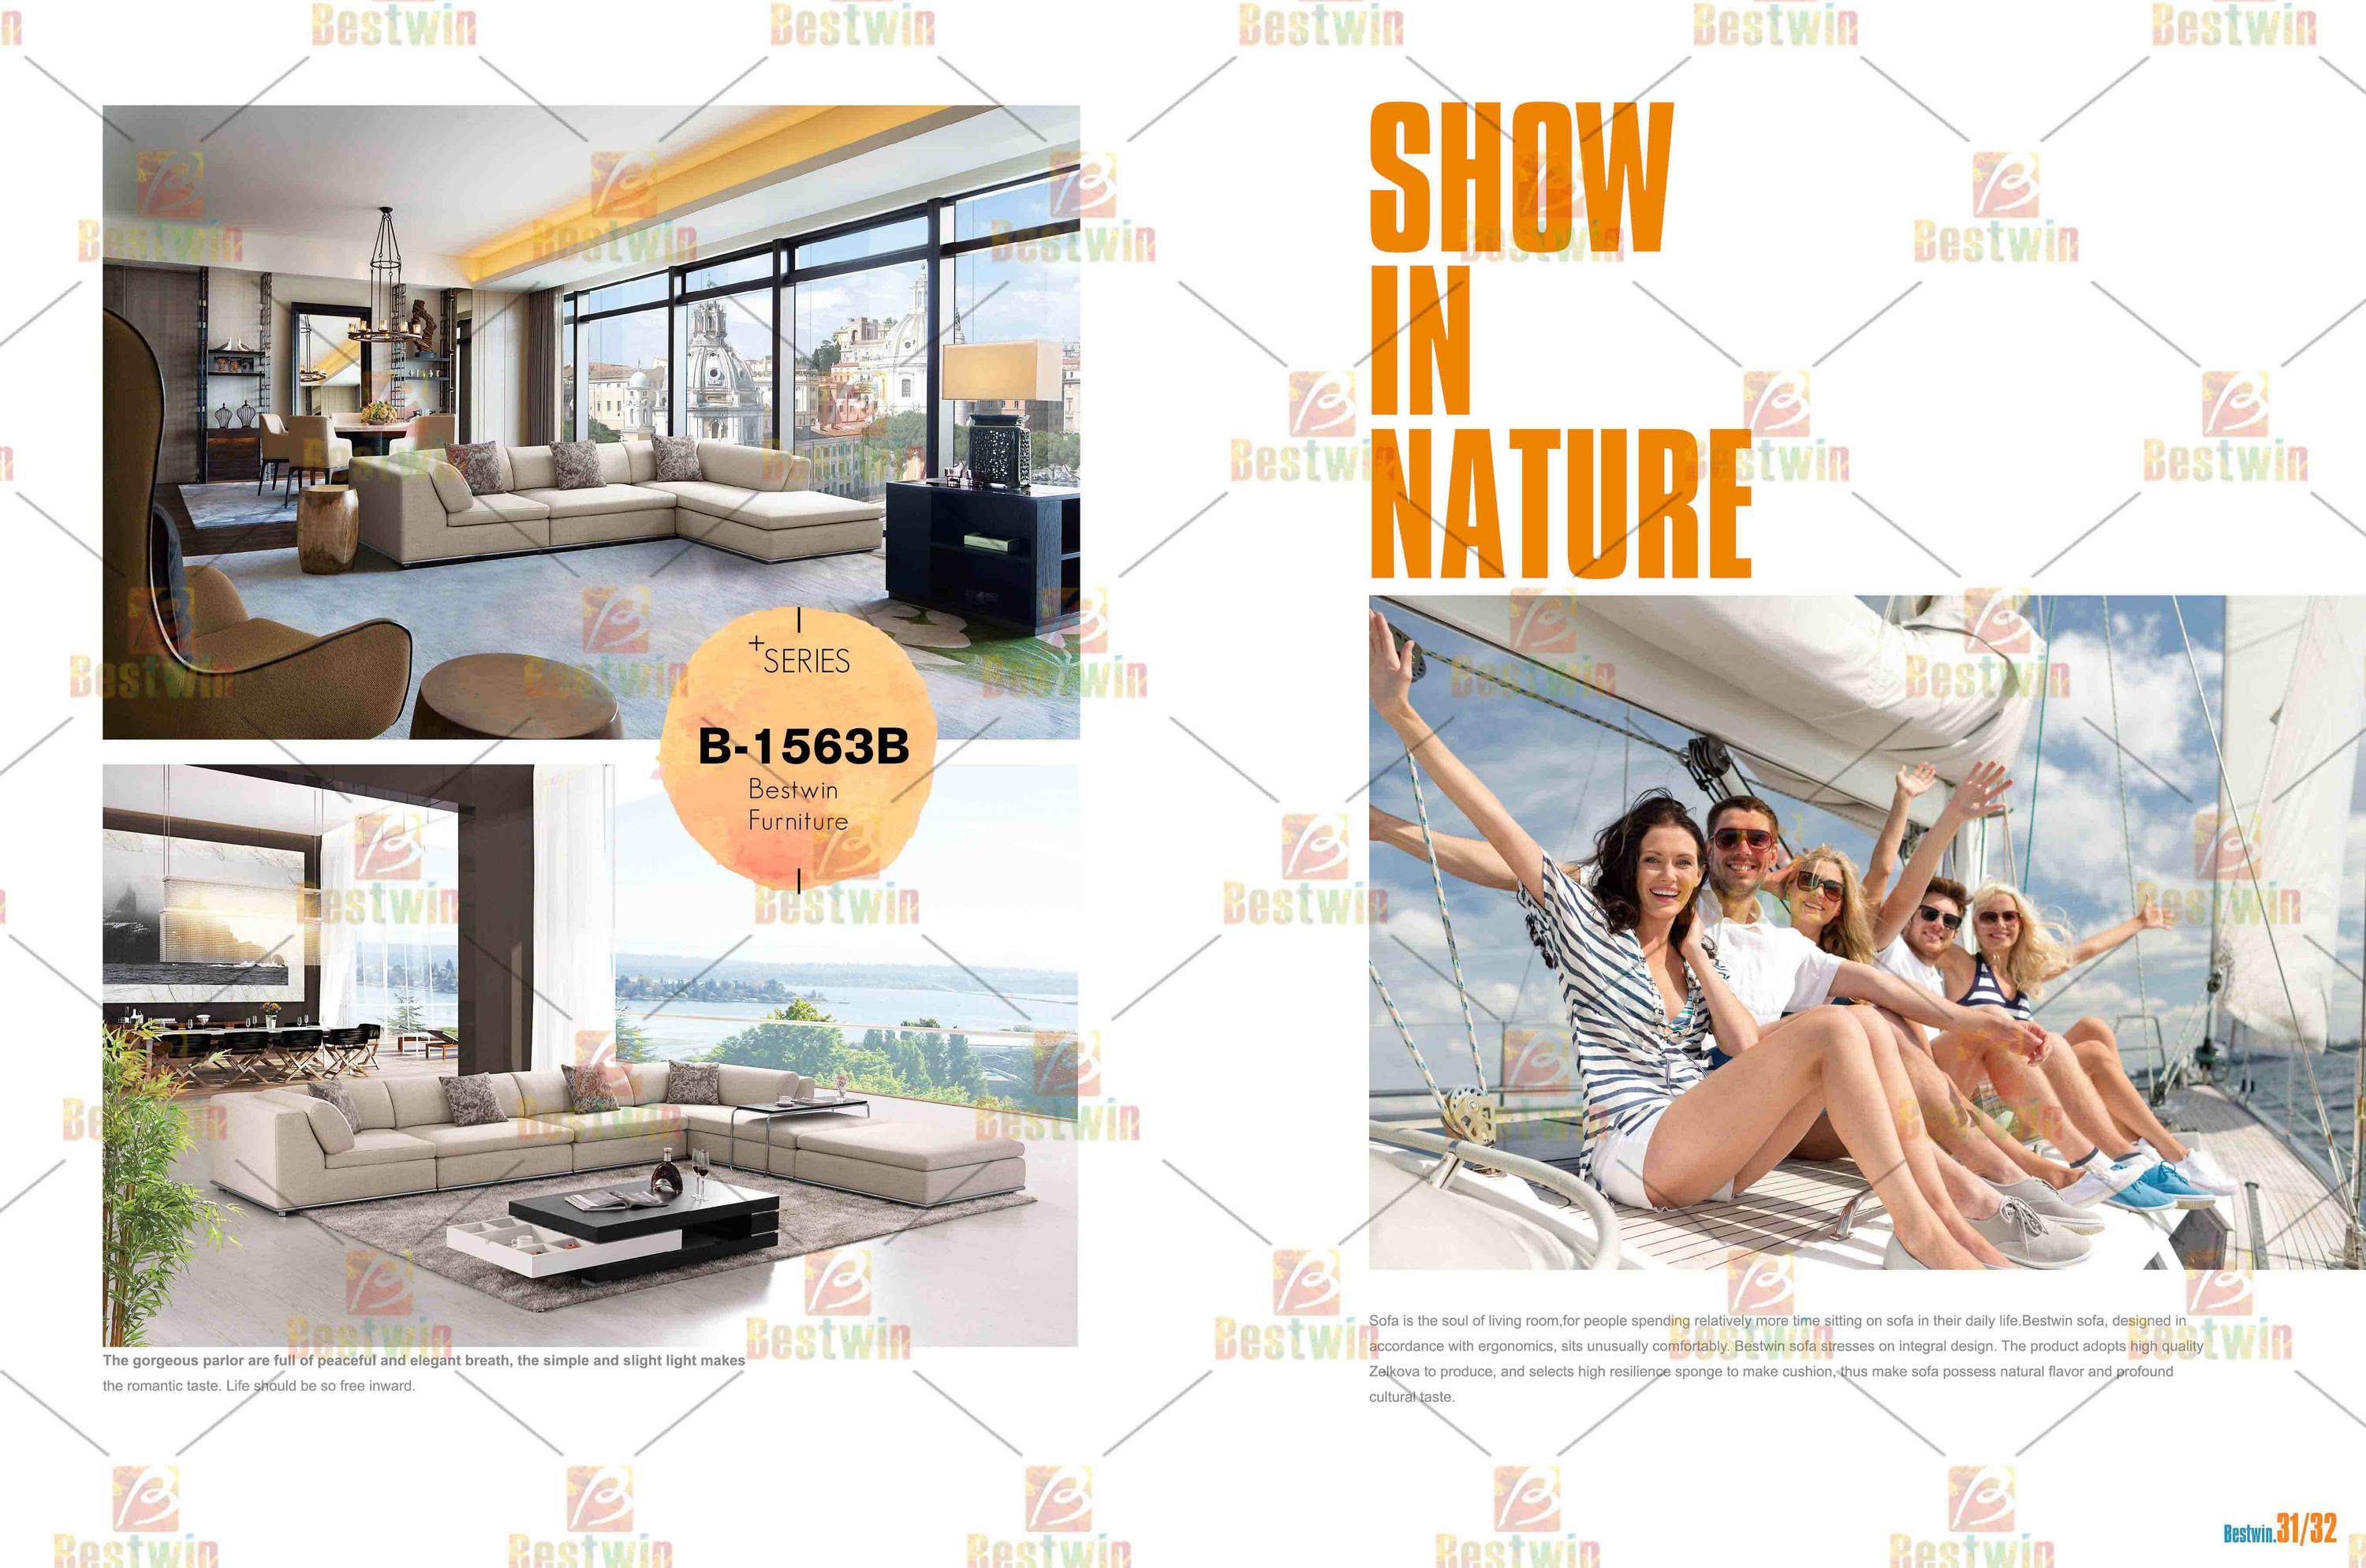 SHOW
IN
NATURE
+SERIES
B-1563B
Bestwin
Furniture
The gorgeous parlor are full of peaceful and elegant breath, the simple and slight light makes
the romantic taste. Life should be so free inward.
Sofa is the soul of living room,for people spending relatively more time sitting on sofa in their daily life.Bestwin sofa, designed in
accordance with ergonomics, sits unusually comfortably. Bestwin sofa stresses on integral design. The product adopts high quality
Zelkova to produce, and selects high resilience sponge to make cushion, thus make sofa possess natural flavor and profound
cultural taste.
Bestwin.31/32
Bestwin